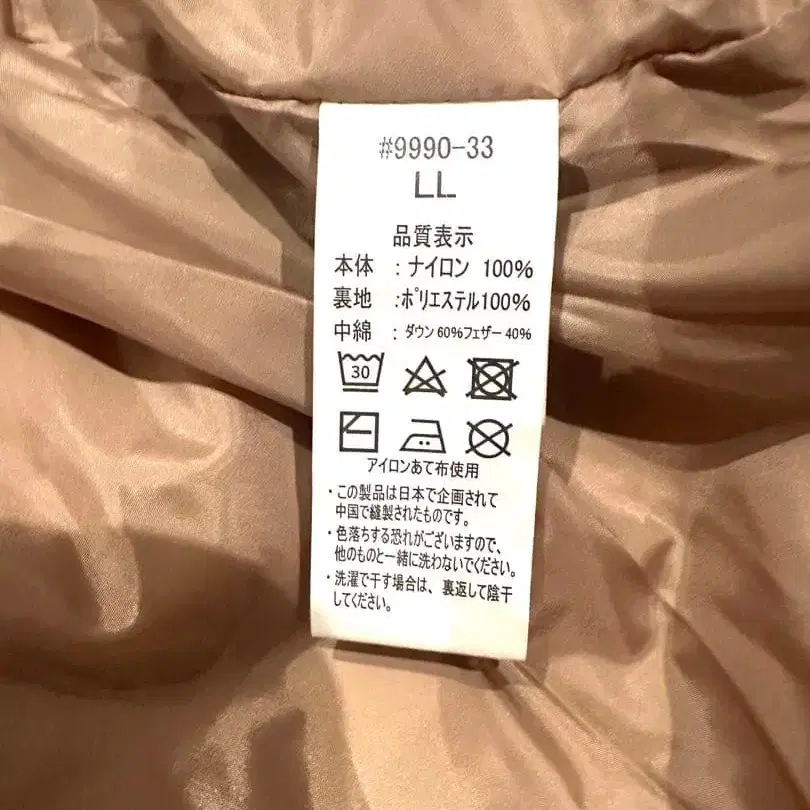 #9990-33
LL
品質表示
本体 : ナイロン 100%
裏地 :ポリエステル100%
中綿 : ダウン 60%フェザー 40%
30
アイロンあて布使用
・この製品は日本で企画されて
中国で縫製されたものです。
・色落ちする恐れがございますので、
他のものと一緒に洗わないでください。
・洗濯で干す場合は、裏返して陰干
してください。